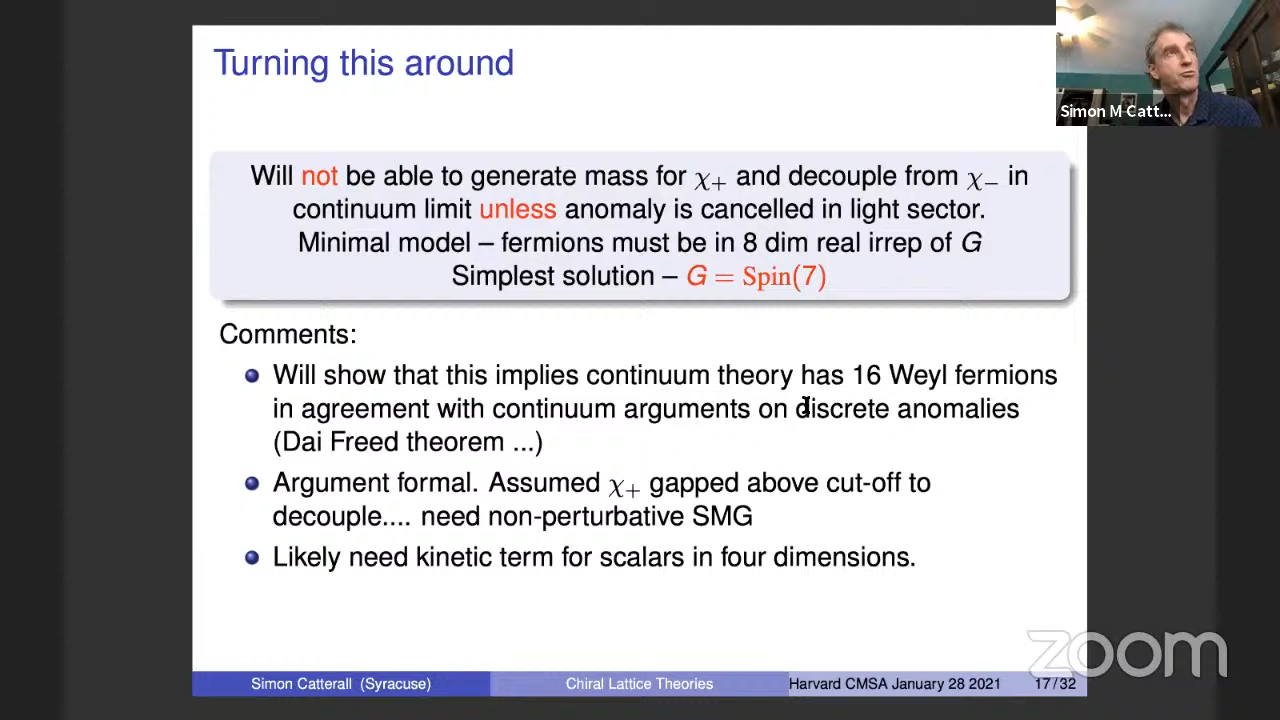 Turning this around
Simon M Catt...
Will not be able to generate mass for χ₊ and decouple from χ₋ in
continuum limit unless anomaly is cancelled in light sector.
Minimal model – fermions must be in 8 dim real irrep of G
Simplest solution – G = Spin(7)
Comments:
Will show that this implies continuum theory has 16 Weyl fermions
in agreement with continuum arguments on discrete anomalies
(Dai Freed theorem ...)
Argument formal. Assumed χ₊ gapped above cut-off to
decouple.... need non-perturbative SMG
Likely need kinetic term for scalars in four dimensions.
zoom
Simon Catterall (Syracuse) Chiral Lattice Theories Harvard CMSA January 28 2021 17/32